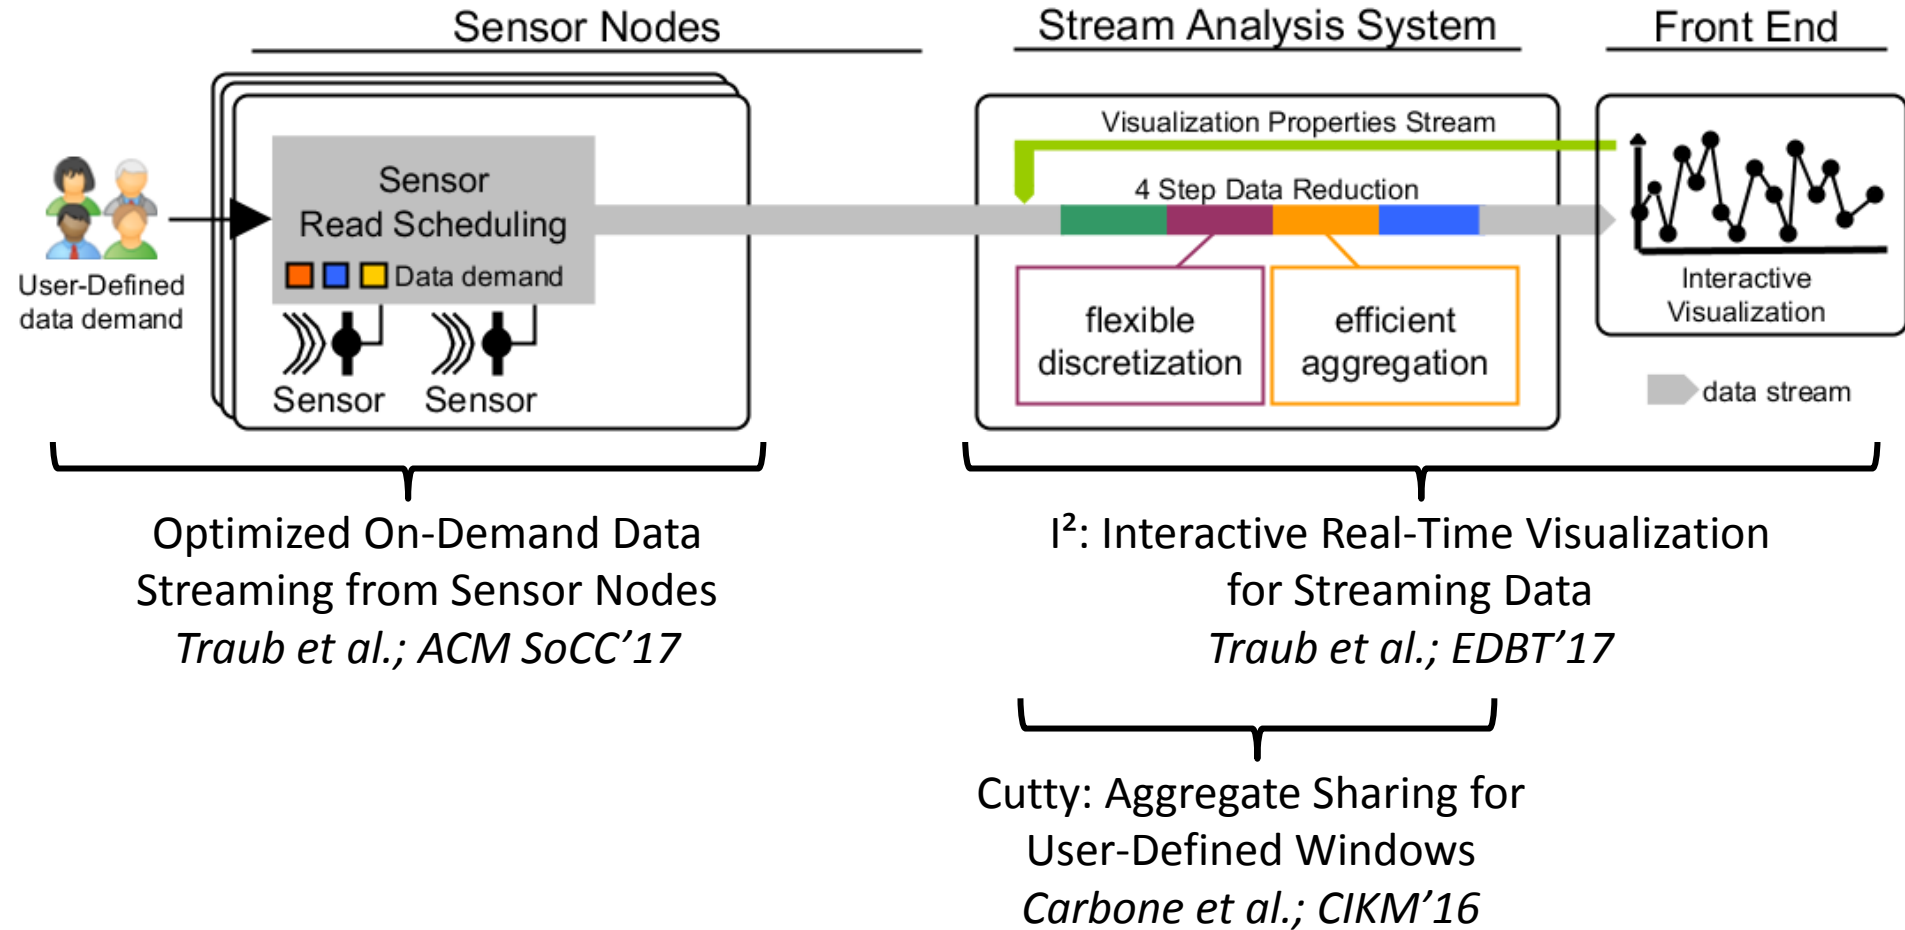 Sensor Nodes
Stream Analysis System
Front End
User-Defined
data demand
Sensor
Read Scheduling
Data demand
Sensor
Sensor
Visualization Properties Stream
4 Step Data Reduction
flexible
discretization
efficient
aggregation
Interactive
Visualization
data stream
Optimized On-Demand Data
Streaming from Sensor Nodes
Traub et al.; ACM SoCC’17
I²: Interactive Real-Time Visualization
for Streaming Data
Traub et al.; EDBT’17
Cutty: Aggregate Sharing for
User-Defined Windows
Carbone et al.; CIKM’16